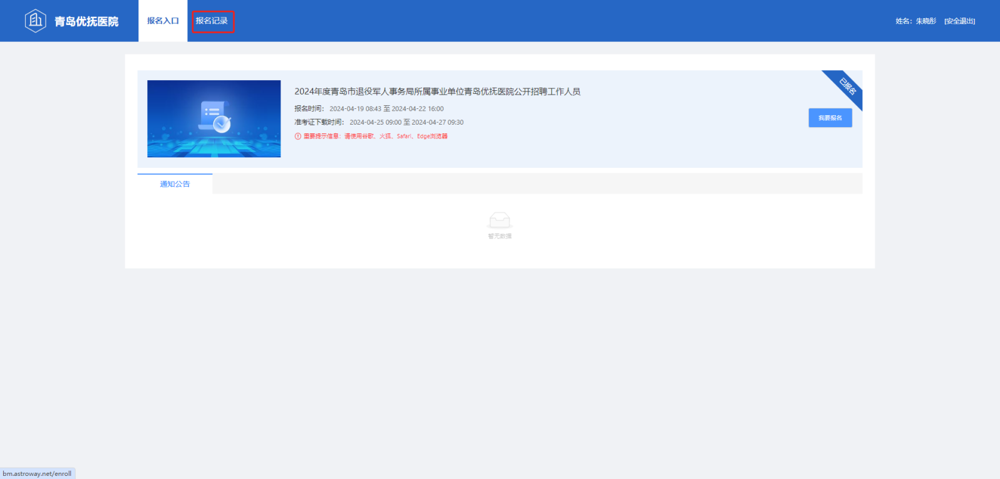 青岛优抚医院
报名入口
报名记录
姓名：朱晓彤 [安全退出]
已报名
2024年度青岛市退役军人事务局所属事业单位青岛优抚医院公开招聘工作人员
报名时间： 2024-04-19 08:43 至 2024-04-22 16:00
我要报名
准考证下载时间： 2024-04-25 09:00 至 2024-04-27 09:30
重要提示信息：请使用谷歌、火狐、Safari、Edge浏览器
通知公告
暂无数据
bm.astroway.net/enroll